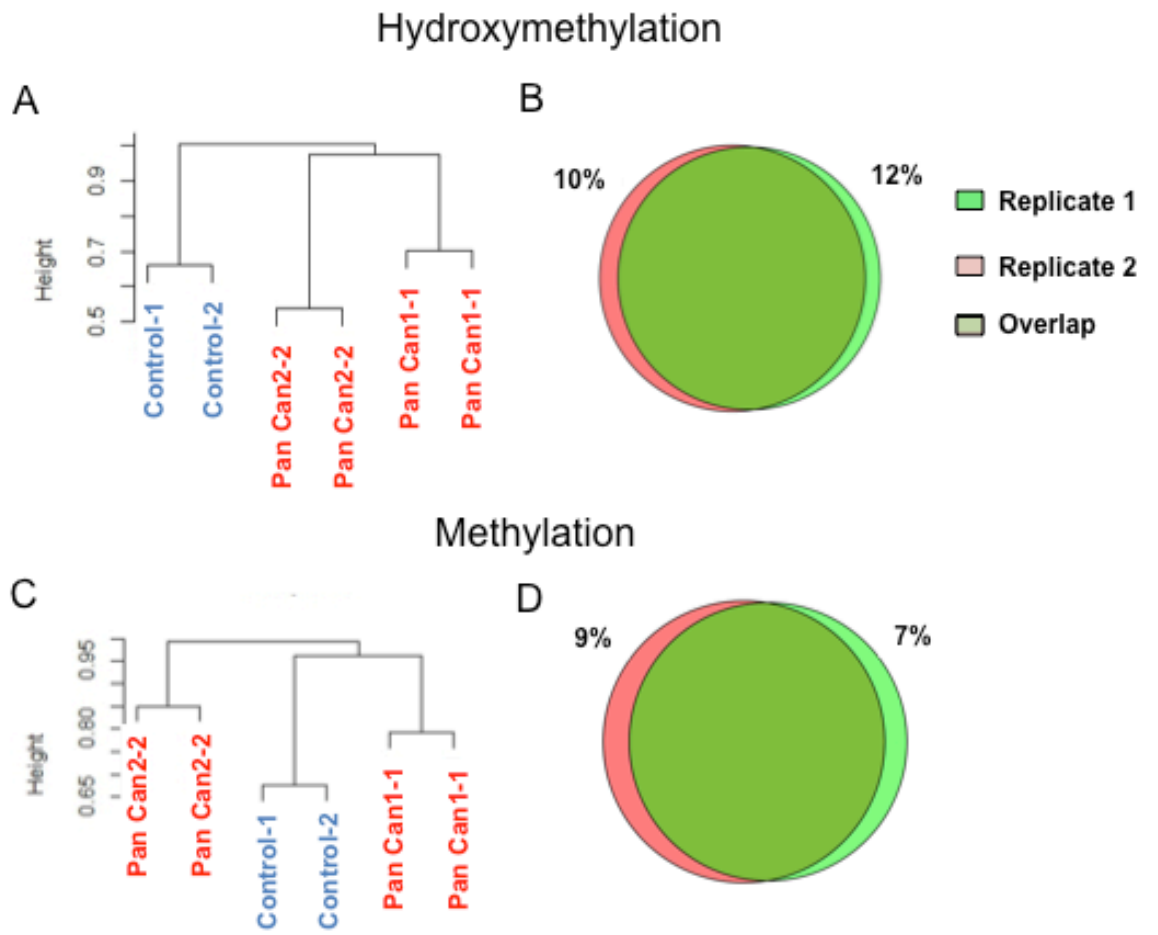 Hydroxymethylation
A
B
Height
0.5
0.7
0.9
Control-1
Control-2
Pan Can2-2
Pan Can2-2
Pan Can1-1
Pan Can1-1
10%
12%
Replicate 1
Replicate 2
Overlap
Methylation
C
D
Height
0.65
0.80
0.95
Pan Can2-2
Pan Can2-2
Control-1
Control-2
Pan Can1-1
Pan Can1-1
9%
7%